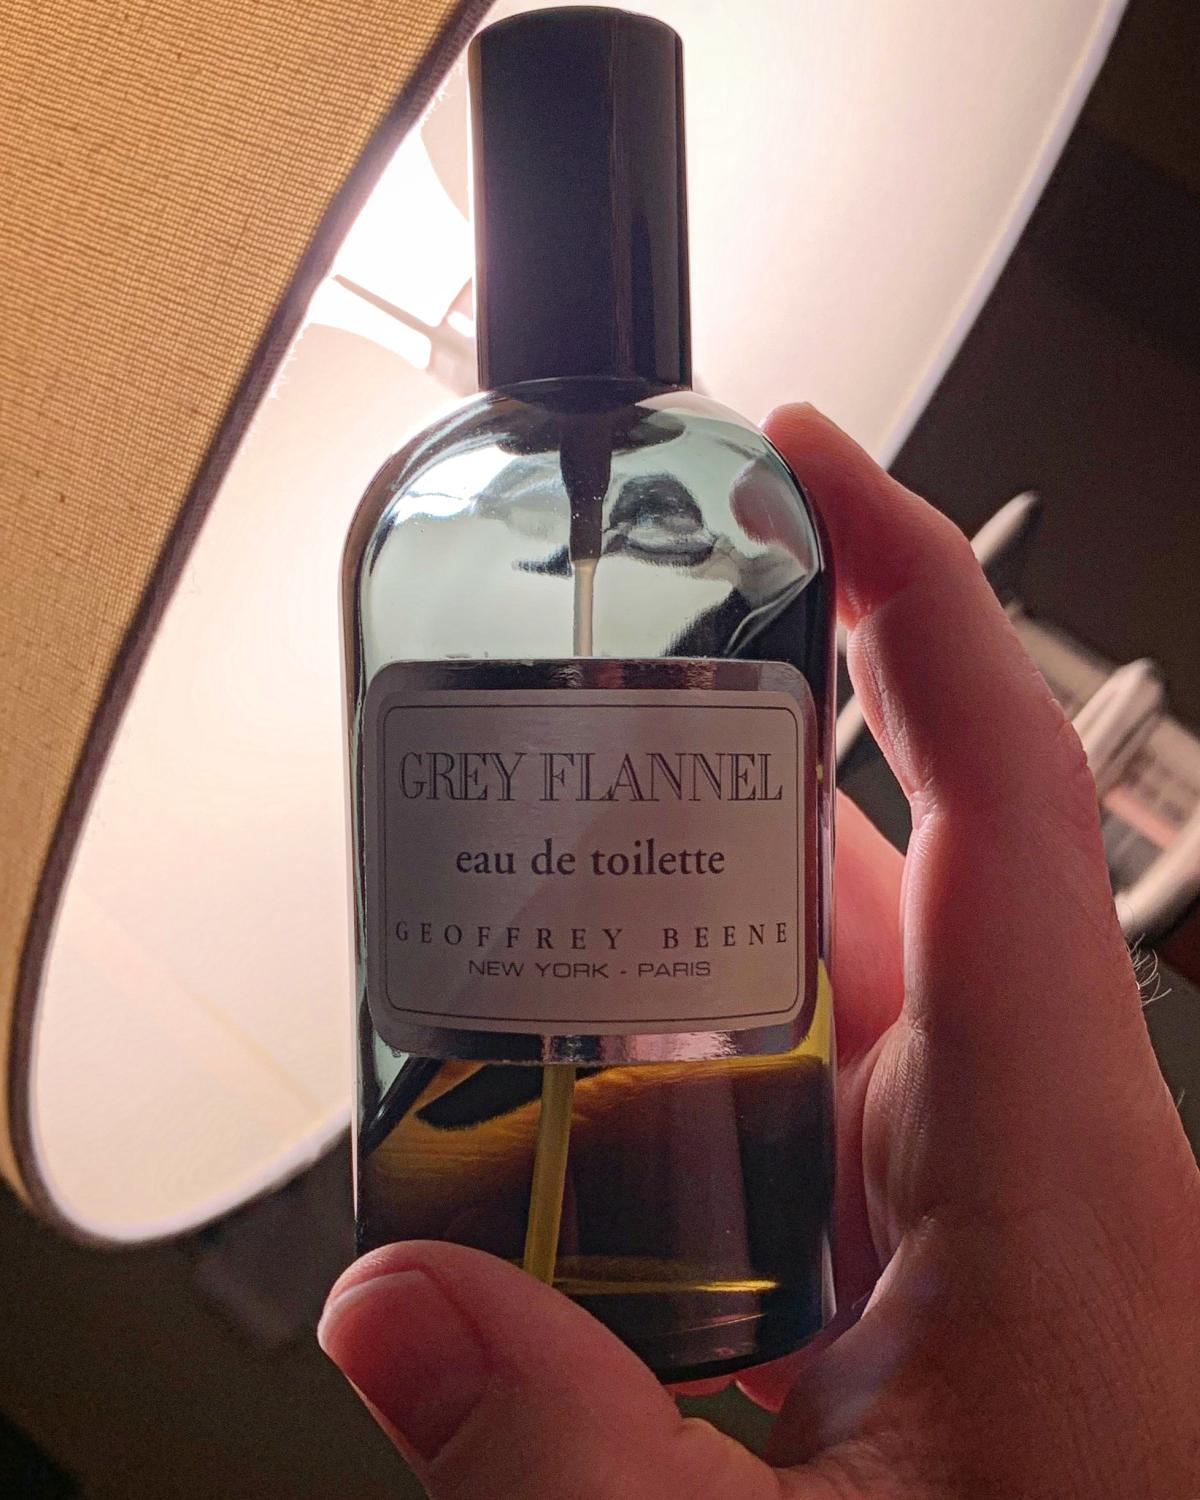 GREY FLANNEL
eau de toilette
GEOFFREY BEENE
NEW YORK - PARIS